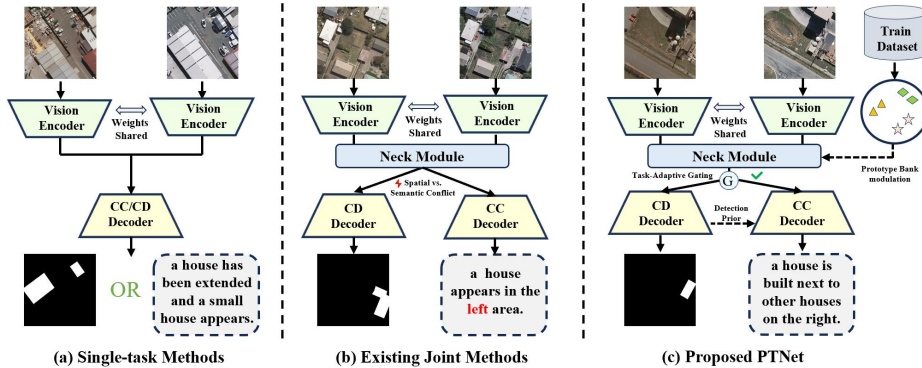 Vision
Encoder
Weights
Shared
Vision
Encoder
CC/CD
Decoder
OR
a house has
been extended
and a small
house appears.
(a) Single-task Methods
Vision
Encoder
Weights
Shared
Vision
Encoder
Neck Module
Spatial vs.
Semantic Conflict
CD
Decoder
CC
Decoder
a house
appears in the
left area.
(b) Existing Joint Methods
Train
Dataset
Vision
Encoder
Weights
Shared
Vision
Encoder
Neck Module
Prototype Bank
modulation
Task-Adaptive Gating
G
CD
Decoder
Detection
Prior
CC
Decoder
a house is
built next to
other houses
on the right.
(c) Proposed PTNet